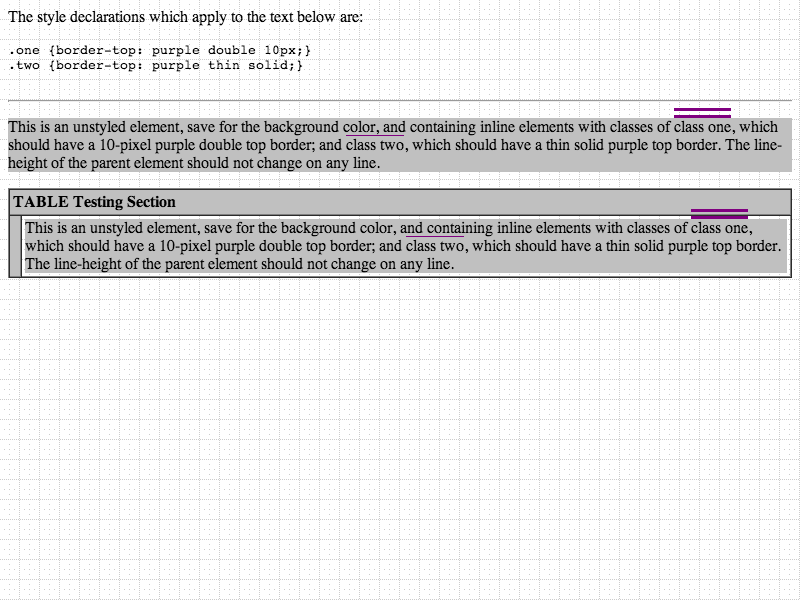 The style declarations which apply to the text below are:
.one {border-top: purple double 10px;}
.two {border-top: purple thin solid;}
This is an unstyled element, save for the background color, and containing inline elements with classes of class one, which
should have a 10-pixel purple double top border; and class two, which should have a thin solid purple top border. The line-
height of the parent element should not change on any line.
TABLE Testing Section
This is an unstyled element, save for the background color, and containing inline elements with classes of class one,
which should have a 10-pixel purple double top border; and class two, which should have a thin solid purple top border.
The line-height of the parent element should not change on any line.